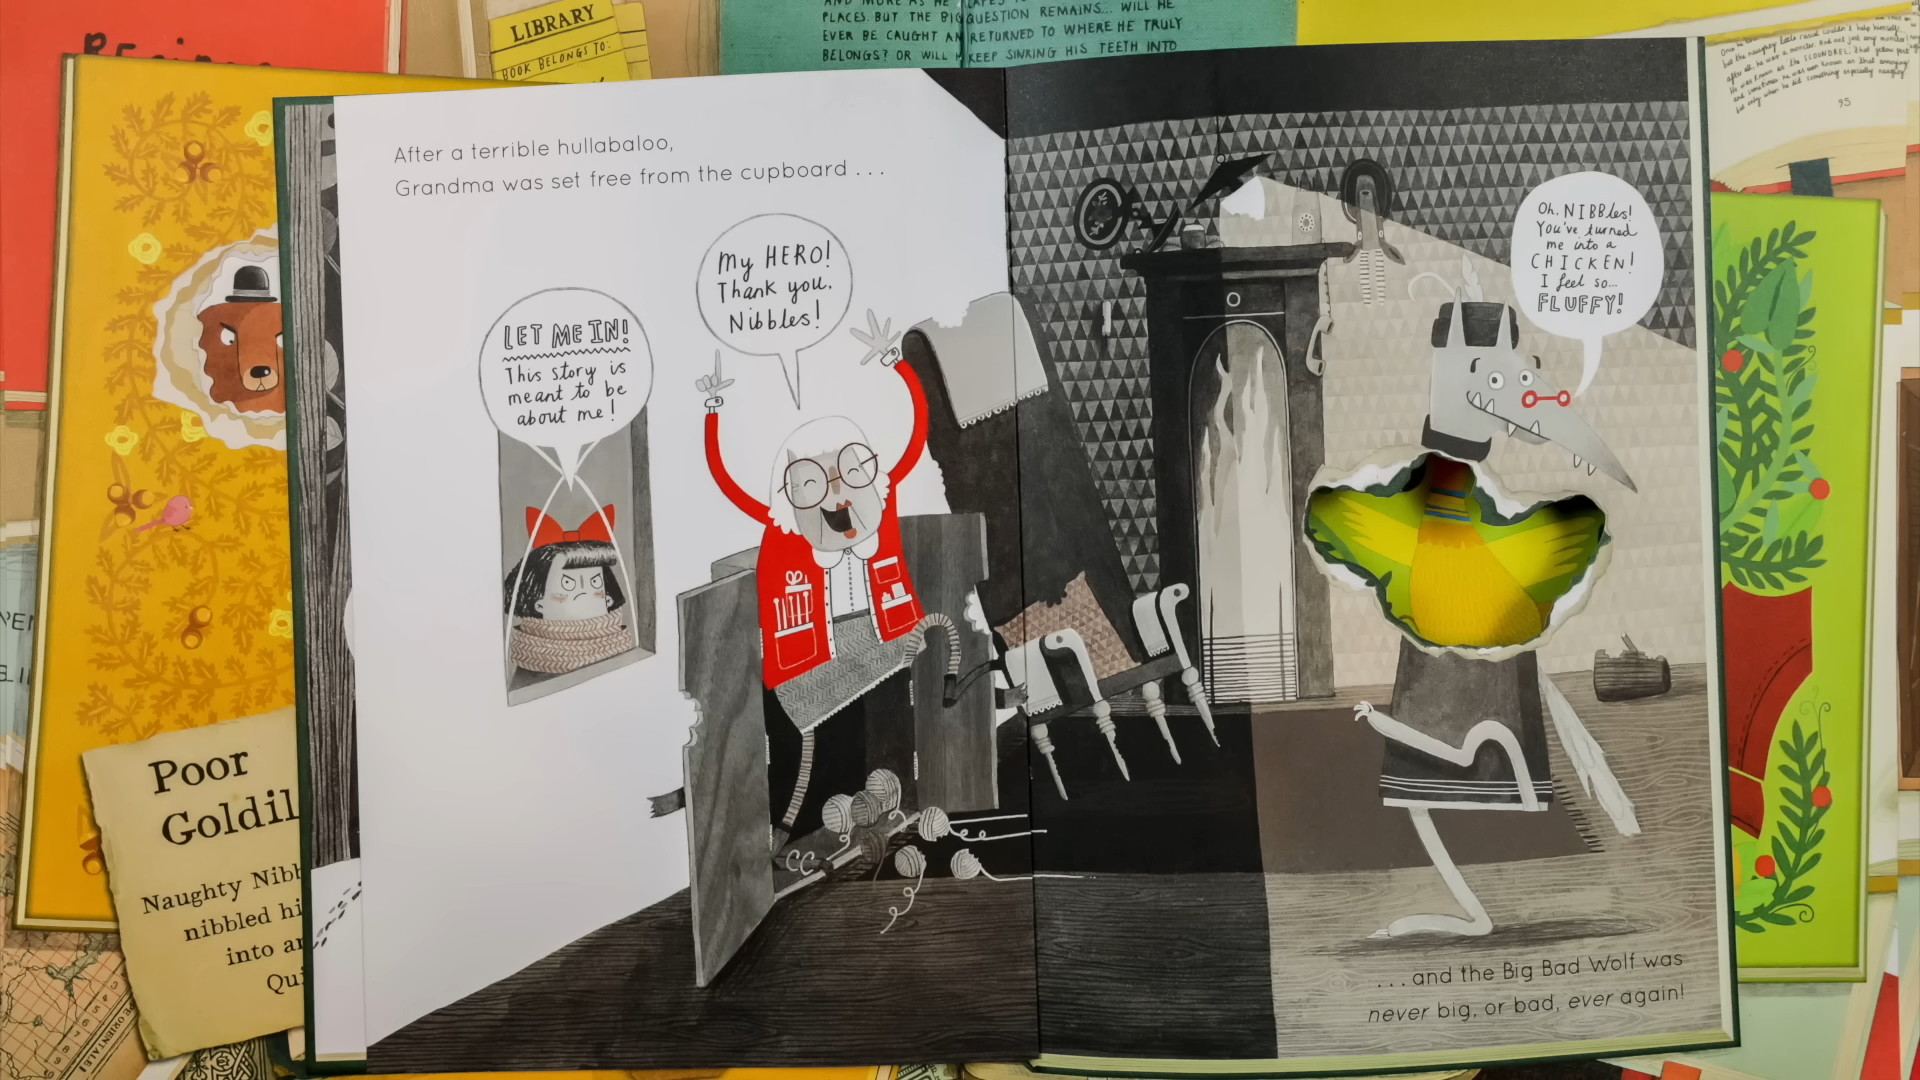 LIBRARY
BOOK BELONGS TO:
PLACES. BUT THE BIG QUESTION REMAINS... WILL HE
EVER BE CAUGHT AN RETURNED TO WHERE HE TRULY
BELONGS? OR WILL KEEP SINKING HIS TEETH INTO
95
After a terrible hullabaloo,
Grandma was set free from the cupboard . . .
LET ME IN!
This story is
meant to be
about me!
My HERO!
Thank you,
Nibbles!
Oh, NIBBles!
You've turned
me into a
CHICKEN!
I feel so...
FLUFFY!
. . . and the Big Bad Wolf was
never big, or bad, ever again!
Poor
Goldil
Naughty Nibb
nibbled hi
into an
Qui